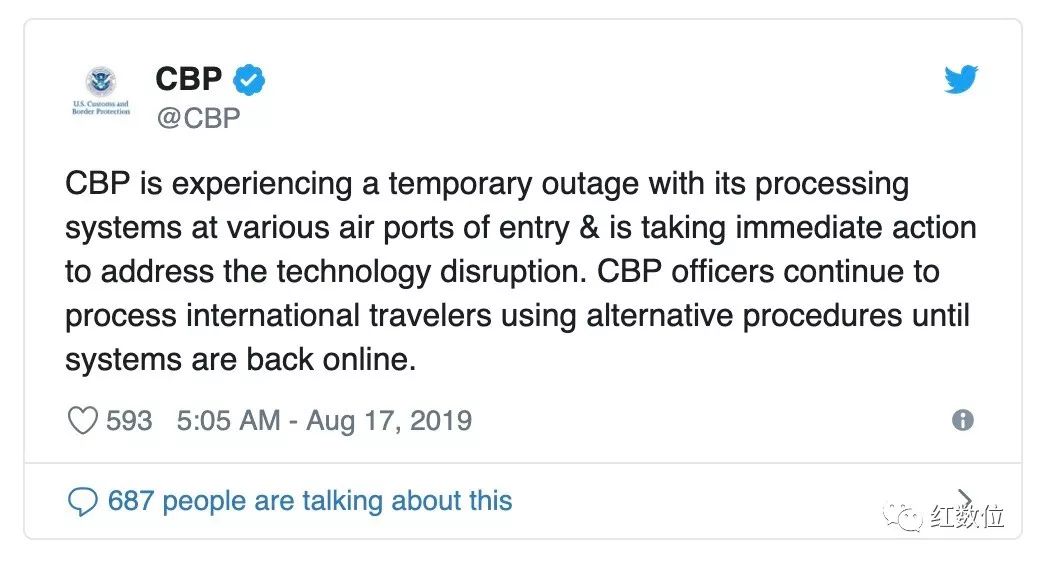 CBP
@CBP
U.S. Customs and
Border Protection
CBP is experiencing a temporary outage with its processing
systems at various air ports of entry & is taking immediate action
to address the technology disruption. CBP officers continue to
process international travelers using alternative procedures until
systems are back online.
593 5:05 AM - Aug 17, 2019
687 people are talking about this
红数位